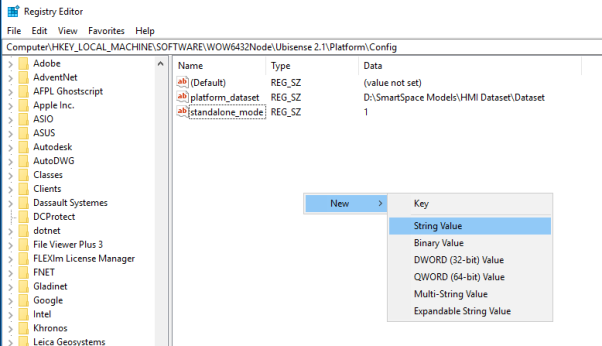 Registry Editor
File Edit View Favorites Help
Computer\HKEY_LOCAL_MACHINE\SOFTWARE\WOW6432Node\Ubisense 2.1\Platform\Config
Adobe
AdventNet
AFPL Ghostscript
Apple Inc.
ASIO
ASUS
Autodesk
AutoDWG
Classes
Clients
Dassault Systemes
DCProtect
dotnet
File Viewer Plus 3
FLEXlm License Manager
FNET
Gladinet
Google
Intel
Khronos
Leica Geosystems
Name Type Data
ab (Default) REG_SZ (value not set)
ab platform_dataset REG_SZ D:\SmartSpace Models\HMI Dataset\Dataset
ab standalone_mode REG_SZ 1
New >
Key
String Value
Binary Value
DWORD (32-bit) Value
QWORD (64-bit) Value
Multi-String Value
Expandable String Value